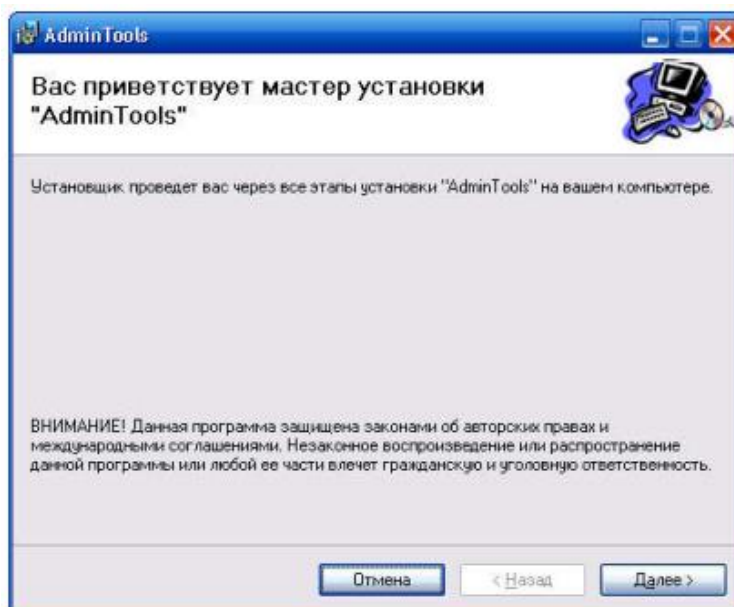 AdminTools
Вас приветствует мастер установки
"AdminTools"
Установщик проведет вас через все этапы установки "AdminTools" на вашем компьютере.
ВНИМАНИЕ! Данная программа защищена законами об авторских правах и
международными соглашениями. Незаконное воспроизведение или распространение
данной программы или любой ее части влечет гражданскую и уголовную ответственность.
Отмена
< Назад
Далее >